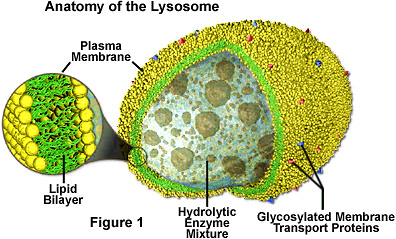 Anatomy of the Lysosome
Plasma
Membrane
Lipid
Bilayer
Figure 1
Hydrolytic
Enzyme
Mixture
Glycosylated Membrane
Transport Proteins